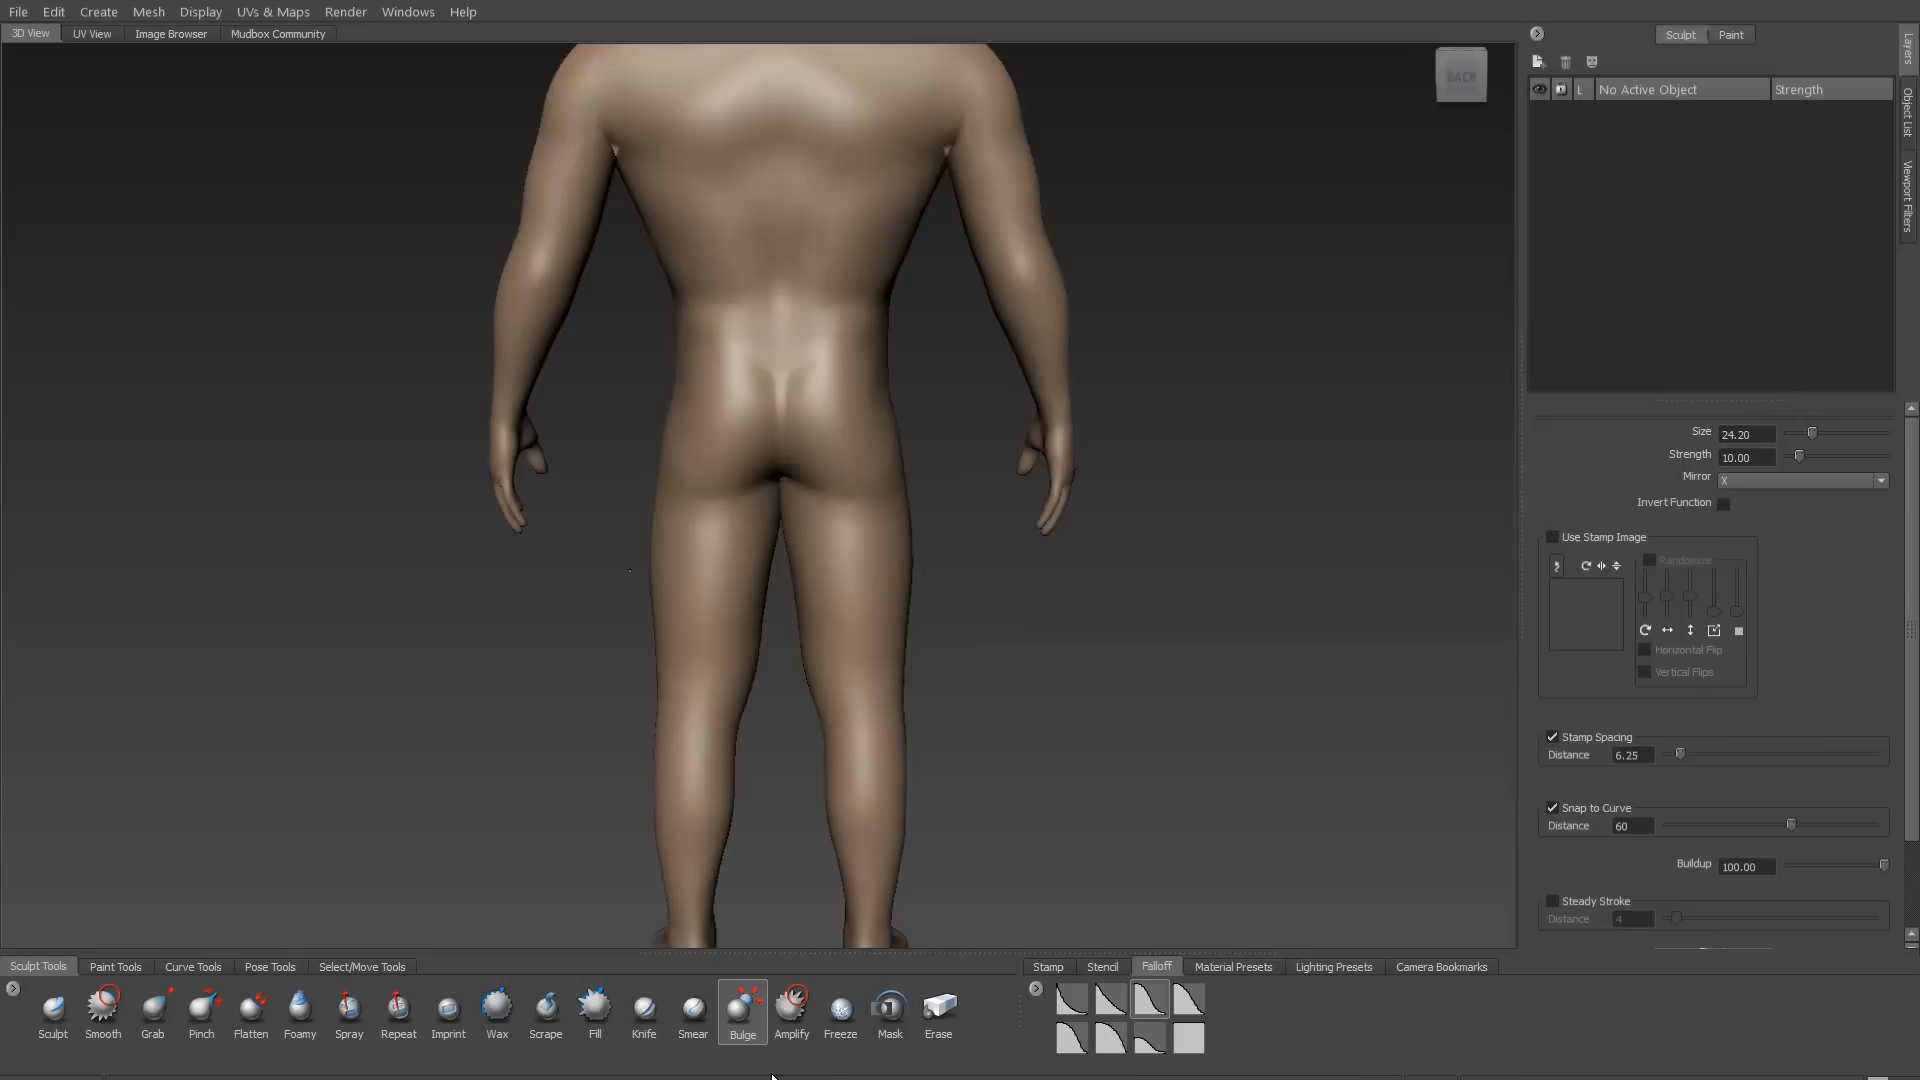 File Edit Create Mesh Display UVs & Maps Render Windows Help
3D View UV View Image Browser Mudbox Community
Sculpt Paint
Layers
Object List
Viewport Filters
BACK
L No Active Object Strength
Size 24.20
Strength 10.00
Mirror X
Invert Function
Use Stamp Image
Randomize
Horizontal Flip
Vertical Flips
Stamp Spacing
Distance 6.25
Snap to Curve
Distance 60
Buildup 100.00
Steady Stroke
Distance 4
Sculpt Tools Paint Tools Curve Tools Pose Tools Select/Move Tools
Stamp Stencil Falloff Material Presets Lighting Presets Camera Bookmarks
Sculpt Smooth Grab Pinch Flatten Foamy Spray Repeat Imprint Wax Scrape Fill Knife Smear Bulge Amplify Freeze Mask Erase